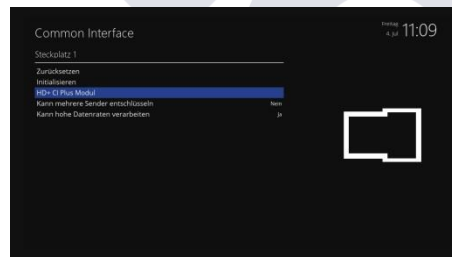 Common Interface
Freitag
4. Jul 11:09
Steckplatz 1
Zurücksetzen
Initialisieren
HD+ CI Plus Modul
Kann mehrere Sender entschlüsseln Nein
Kann hohe Datenraten verarbeiten Ja